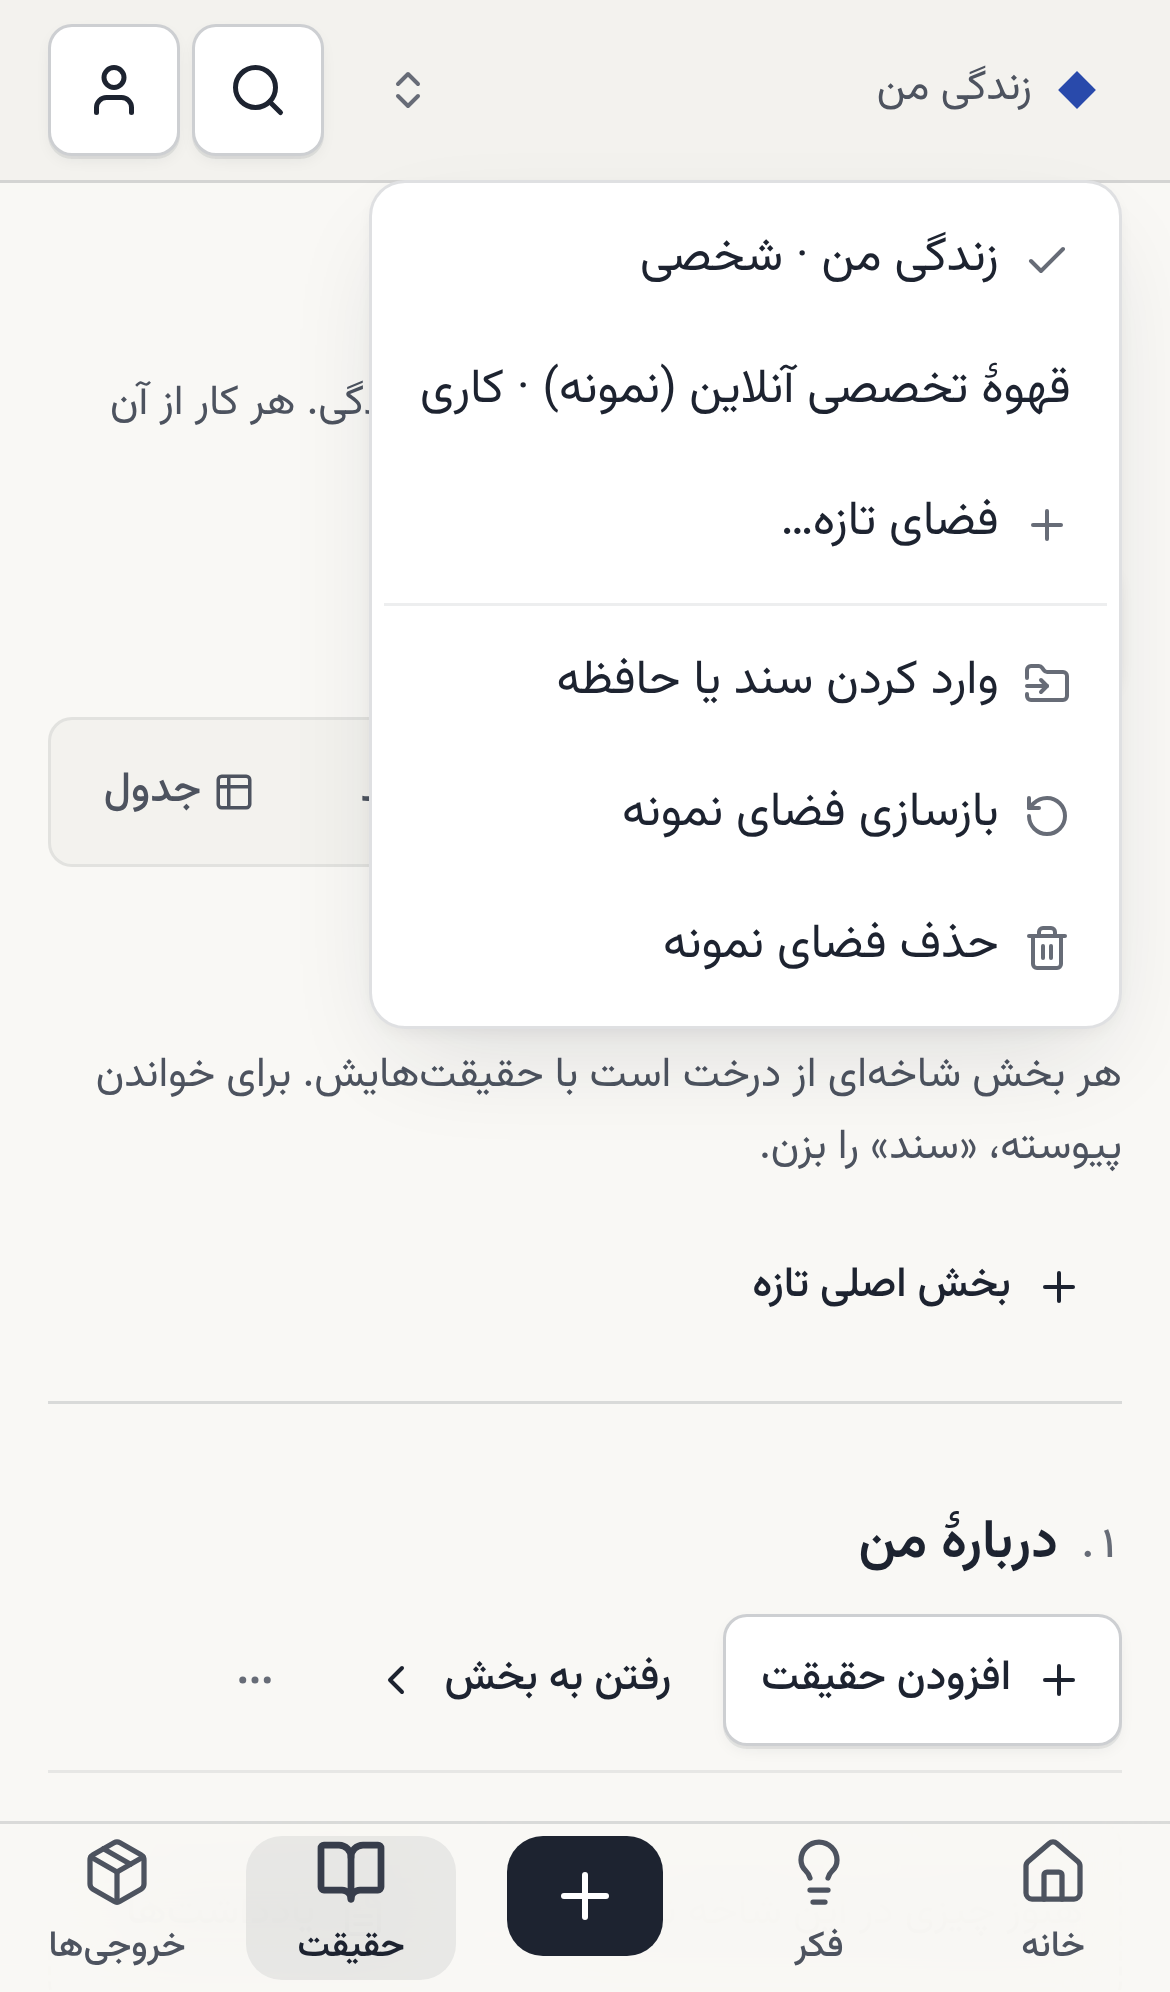 زندگی من
زندگی من · شخصی
قهوهٔ تخصصی آنلاین (نمونه) · کاری
فضای تازه…
وارد کردن سند یا حافظه
بازسازی فضای نمونه
حذف فضای نمونه
هر کار از آن
جدول
هر بخش شاخه‌ای از درخت است با حقیقت‌هایش. برای خواندن
پیوسته، «سند» را بزن.
بخش اصلی تازه
۱. دربارهٔ من
افزودن حقیقت
رفتن به بخش
خانه
فکر
حقیقت
خروجی‌ها